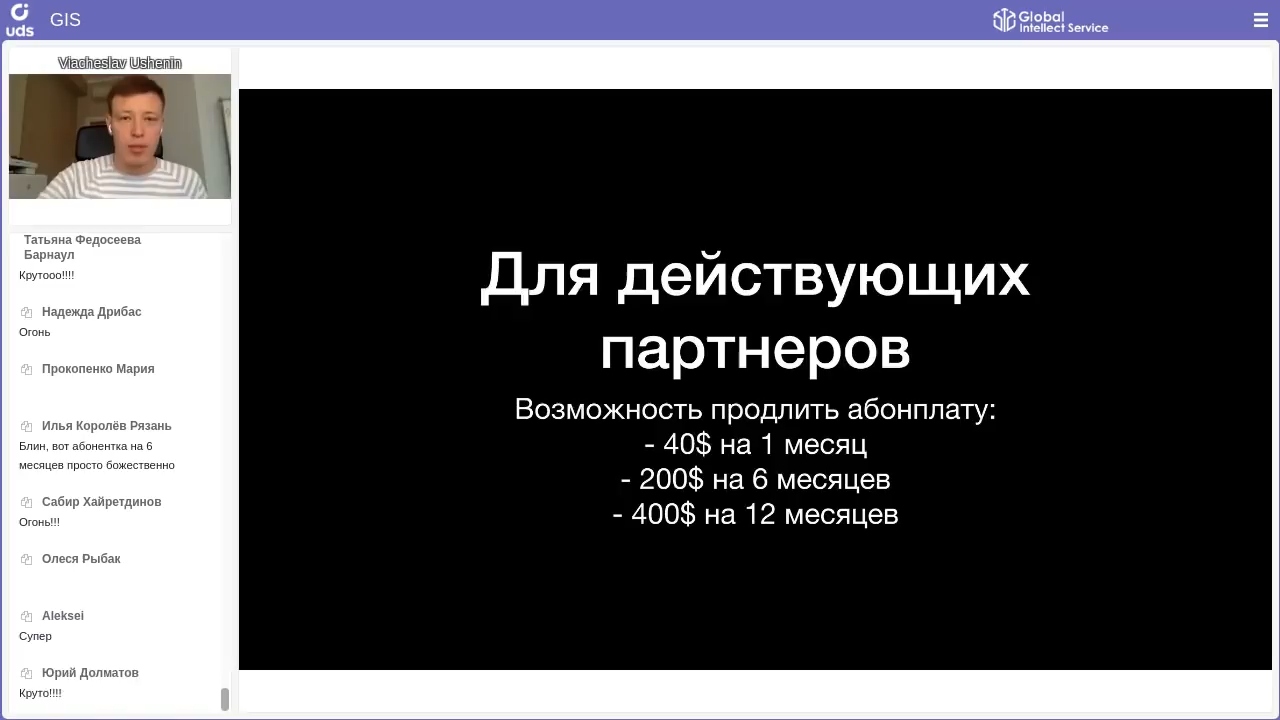 uds
GIS
Global
Intellect Service
Viacheslav Ushenin
Татьяна Федосеева
Барнаул
Крутооо!!!!
Надежда Дрибас
Огонь
Прокопенко Мария
Илья Королёв Рязань
Блин, вот абонентка на 6
месяцев просто божественно
Сабир Хайретдинов
Огонь!!!
Олеся Рыбак
Aleksei
Супер
Юрий Долматов
Круто!!!!
Для действующих
партнеров
Возможность продлить абонплату:
- 40$ на 1 месяц
- 200$ на 6 месяцев
- 400$ на 12 месяцев